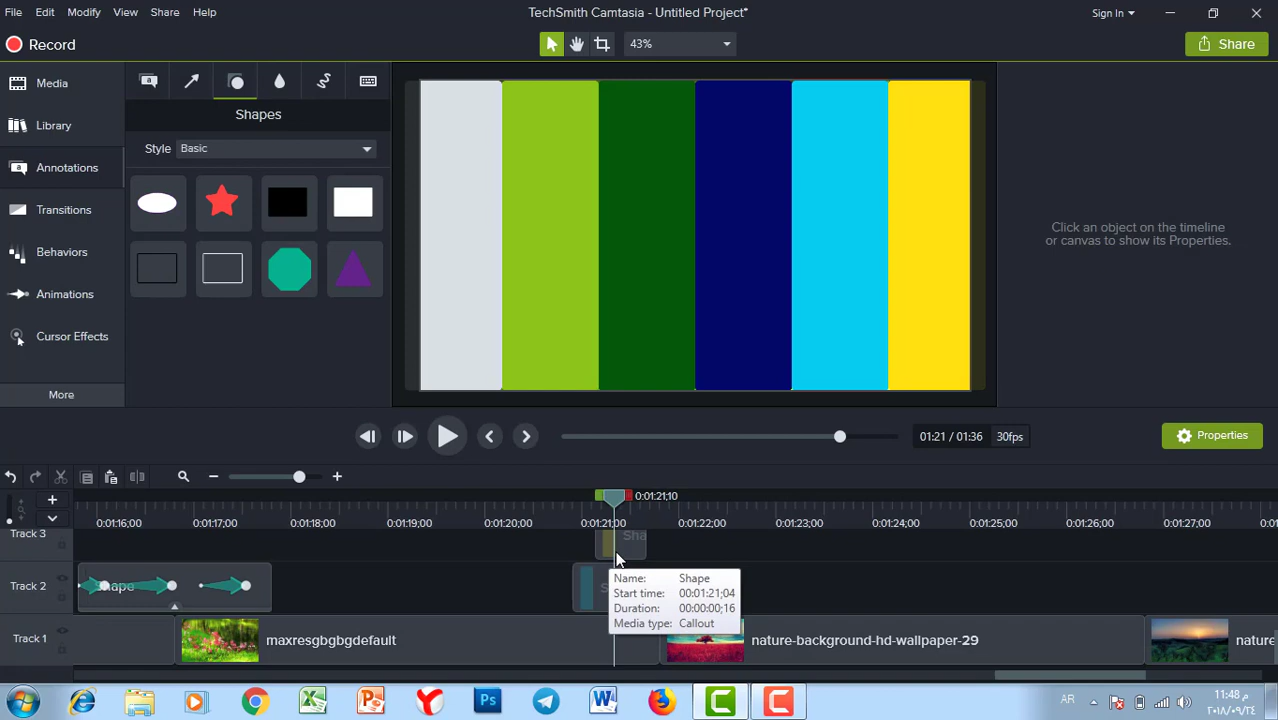 File Edit Modify View Share Help
TechSmith Camtasia - Untitled Project*
Sign In
Record
43%
Share
Media
Library
Annotations
Transitions
Behaviors
Animations
Cursor Effects
More
Shapes
Style Basic
Click an object on the timeline
or canvas to show its Properties.
01:21 / 01:36 30fps
Properties
0:01:21;10
0:01:16;00 0:01:17;00 0:01:18;00 0:01:19;00 0:01:20;00 0:01:21;00 0:01:22;00 0:01:23;00 0:01:24;00 0:01:25;00 0:01:26;00 0:01:27;00
Track 3
Sha
Track 2
Shape
S
Name: Shape
Start time: 00:01:21;04
Duration: 00:00:00;16
Media type: Callout
Track 1
maxresgbgbgdefault
nature-background-hd-wallpaper-29
nature
AR
11:48 م
٢٠١٨/٠٩/٢٤